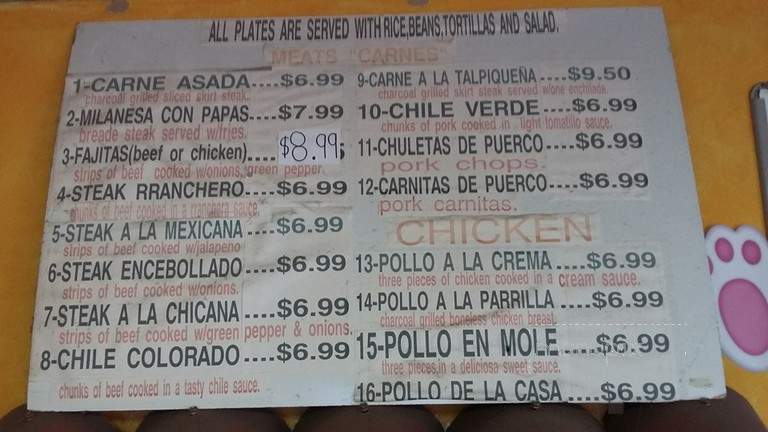 ALL PLATES ARE SERVED WITH RICE,BEANS,TORTILLAS AND SALAD.
MEATS "CARNES"
1-CARNE ASADA....$6.99
charcoal grilled sliced skirt steak.
2-MILANESA CON PAPAS....$7.99
breade steak served w/fries.
3-FAJITAS(beef or chicken)....$8.99
strips of beef cooked w/onions,green pepper.
4-STEAK RRANCHERO....$6.99
chunks of beef cooked in a rranchera sauce.
5-STEAK A LA MEXICANA....$6.99
strips of beef cooked w/jalapeno
6-STEAK ENCEBOLLADO....$6.99
strips of beef cooked w/onions.
7-STEAK A LA CHICANA....$6.99
strips of beef cooked w/green pepper & onions.
8-CHILE COLORADO....$6.99
chunks of beef cooked in a tasty chile sauce.
9-CARNE A LA TALPIQUEÑA....$9.50
charcoal grilled skirt steak served w/one enchilada.
10-CHILE VERDE....$6.99
chunks of pork cooked in light tomatillo sauce.
11-CHULETAS DE PUERCO....$6.99
pork chops.
12-CARNITAS DE PUERCO....$6.99
pork carnitas.
CHICKEN
13-POLLO A LA CREMA....$6.99
three pieces of chicken cooked in a cream sauce.
14-POLLO A LA PARRILLA....$6.99
charcoal grilled boneless chicken breast.
15-POLLO EN MOLE....$6.99
three pieces,in a deliciosa sweet sauce.
16-POLLO DE LA CASA....$6.99